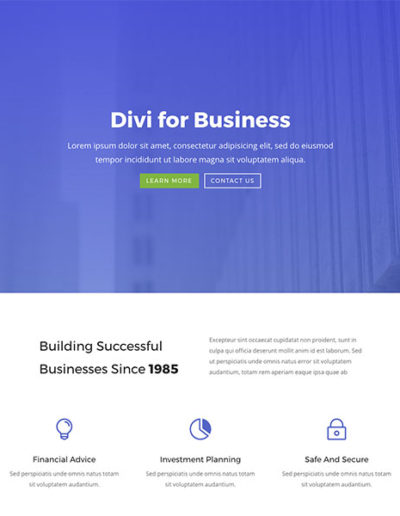 Divi for Business
Lorem ipsum dolor sit amet, consectetur adipisicing elit, sed do eiusmod
tempor incididunt ut labore magna sit voluptatem aliqua.
LEARN MORE
CONTACT US
Building Successful
Businesses Since 1985
Excepteur sint occaecat cupidatat non proident, sunt in
culpa qui officia deserunt mollit anim id est laborum. Sed
ut perspiciatis unde omnis natus error sit voluptatem
audantium, totam rem aperiam eaque ipsa quae ab
Financial Advice
Sed perspiciatis unde omnis natus totam
sit voluptatem audantium.
Investment Planning
Sed perspiciatis unde omnis natus totam
sit voluptatem audantium.
Safe And Secure
Sed perspiciatis unde omnis natus totam
sit voluptatem audantium.